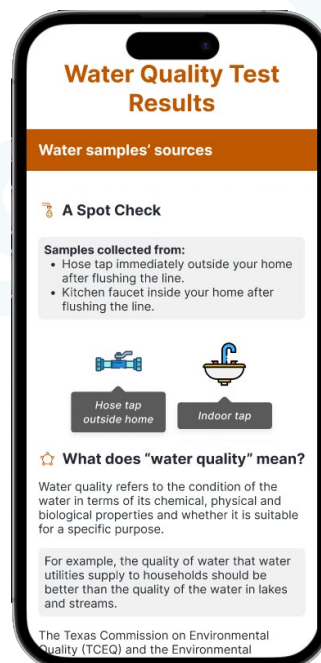 Water Quality Test
Results
Water samples' sources
A Spot Check
Samples collected from:
• Hose tap immediately outside your home
after flushing the line.
• Kitchen faucet inside your home after
flushing the line.
Hose tap
outside home
Indoor tap
What does "water quality" mean?
Water quality refers to the condition of the
water in terms of its chemical, physical and
biological properties and whether it is suitable
for a specific purpose.
For example, the quality of water that water
utilities supply to households should be
better than the quality of the water in lakes
and streams.
The Texas Commission on Environmental
Quality (TCEQ) and the Environmental